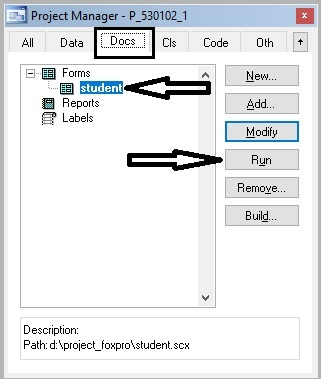 Project Manager - P_530102_1
All Data Docs Cls Code Oth
Forms
student
Reports
Labels
New...
Add...
Modify
Run
Remove...
Build...
Description:
Path: d:\project_foxpro\student.scx